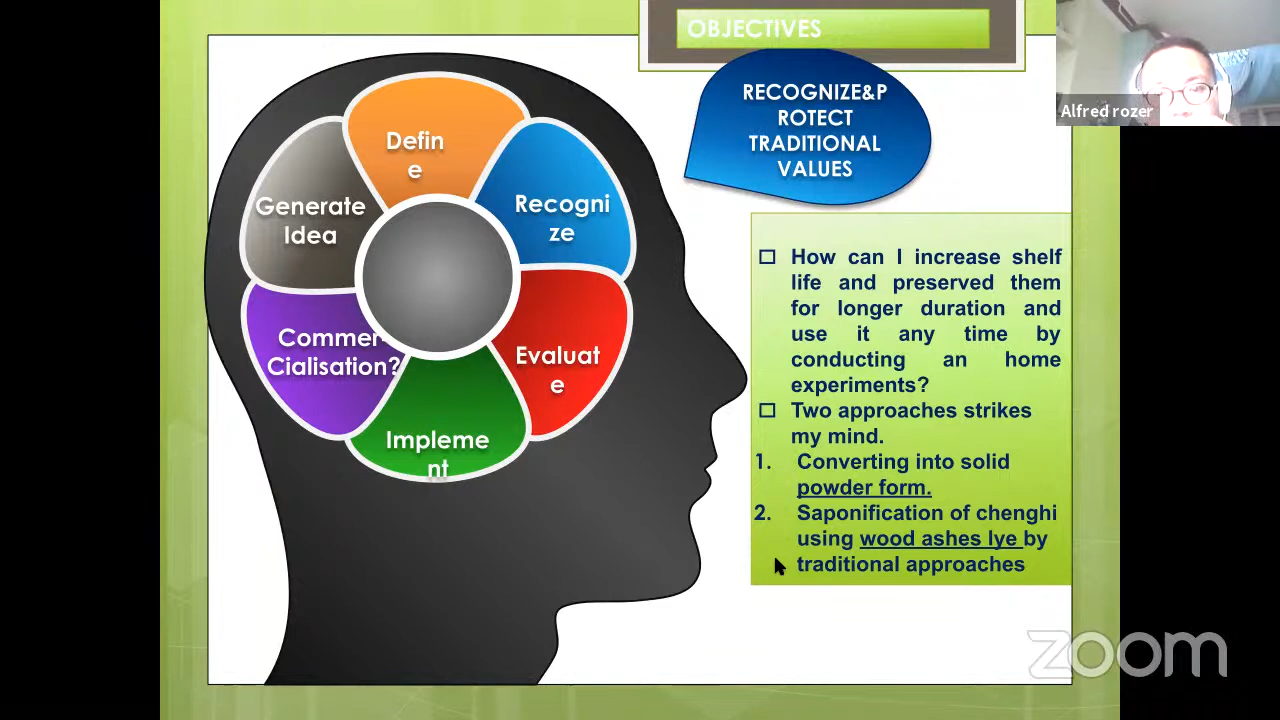 OBJECTIVES
RECOGNIZE&P
ROTECT
TRADITIONAL
VALUES
Alfred rozer
Defin
e
Recogni
ze
Generate
Idea
Evaluat
e
Commer-
Cialisation?
Impleme
nt
☐ How can I increase shelf
life and preserved them
for longer duration and
use it any time by
conducting an home
experiments?
☐ Two approaches strikes
my mind.
1. Converting into solid
powder form.
2. Saponification of chenghi
using wood ashes lye by
traditional approaches
zoom